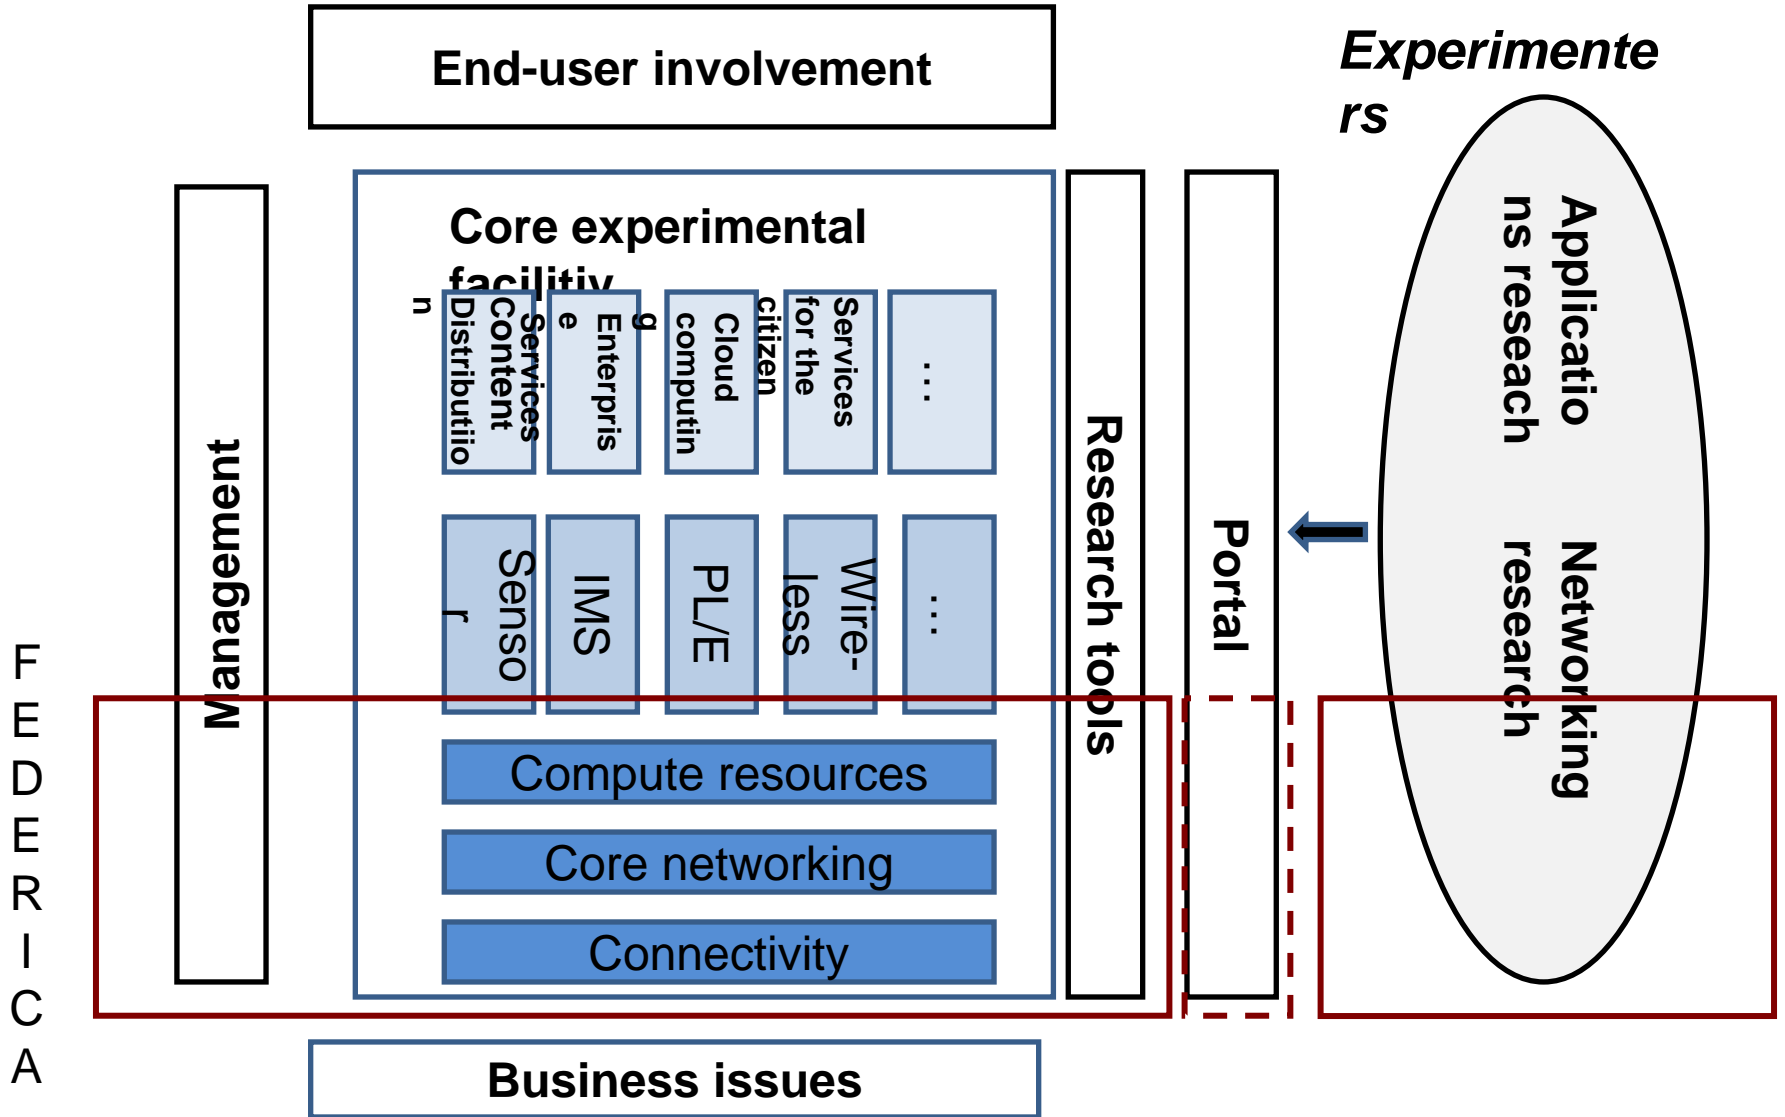 End-user involvement
Experimente
rs
Core experimental
facilitiy
Content
Distributiio
n
Enterpris
e
Services
Cloud
computin
g
Services
for the
citizen
…
Senso
r
IMS
PL/E
Wire-
less
…
Compute resources
Core networking
Connectivity
Management
Research tools
Portal
Applicatio
ns reseach
Networking
research
F
E
D
E
R
I
C
A
Business issues